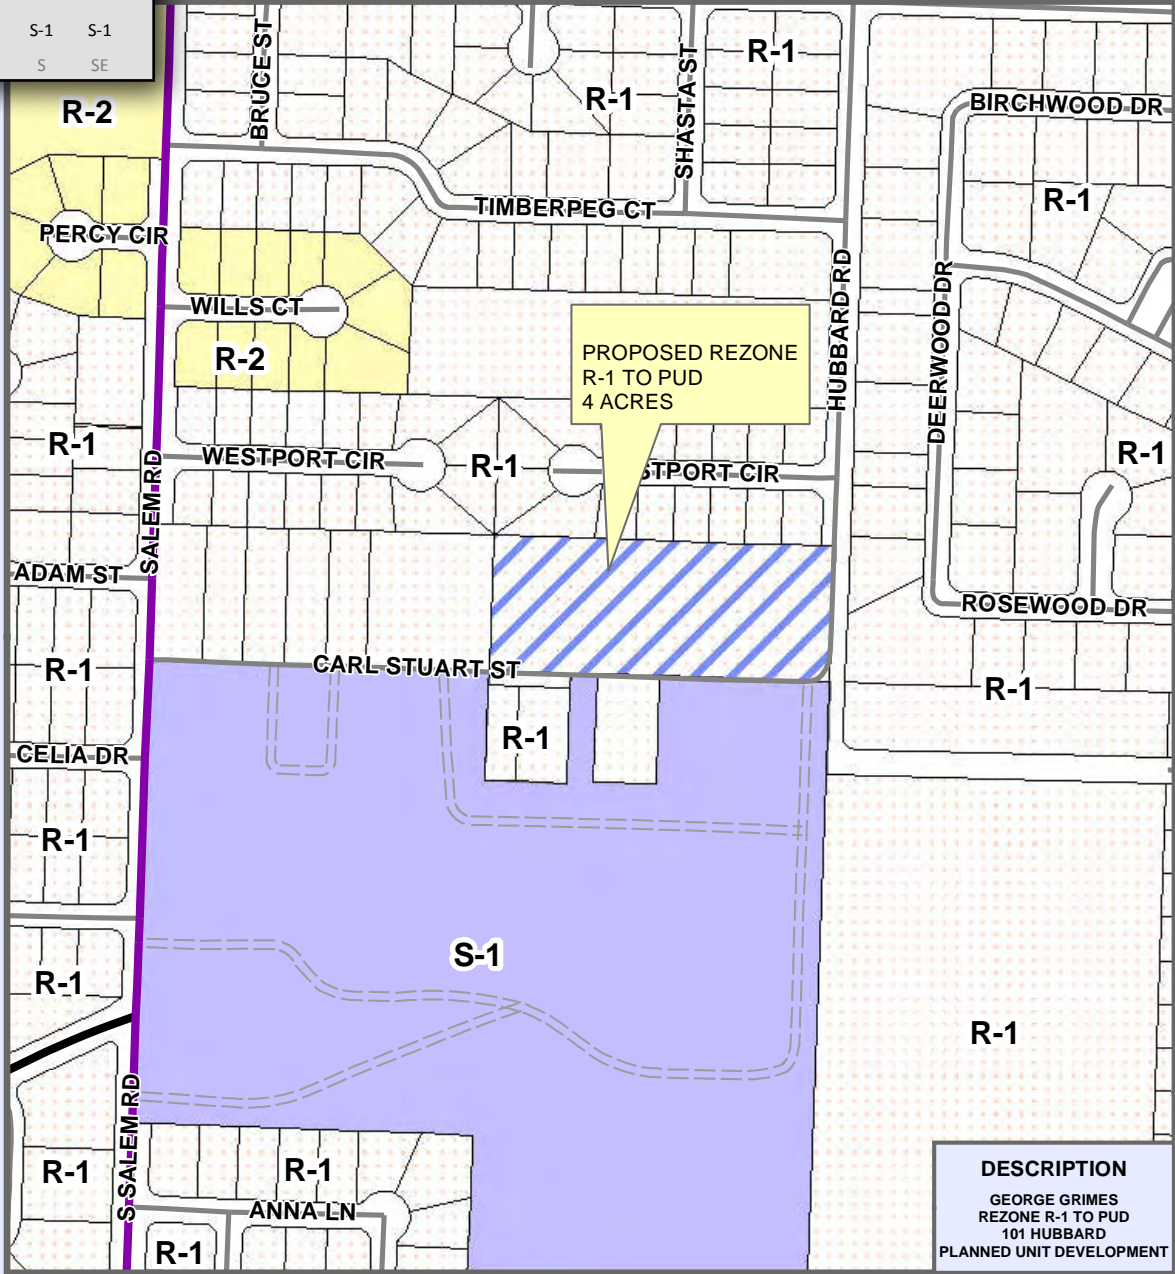 S-1 S-1
S SE
R-2
BRUCE ST
R-1
SHASTA ST
R-1
BIRCHWOOD DR
R-1
TIMBERPEG CT
PERCY CIR
WILLS CT
R-2
HUBBARD RD
DEERWOOD DR
PROPOSED REZONE
R-1 TO PUD
4 ACRES
R-1
SALEM RD
WESTPORT CIR
R-1
STPORT CIR
R-1
ADAM ST
ROSEWOOD DR
R-1
CARL STUART ST
R-1
R-1
CELIA DR
R-1
S-1
R-1
R-1
S SALEM RD
R-1
R-1
ANNA LN
R-1
DESCRIPTION
GEORGE GRIMES
REZONE R-1 TO PUD
101 HUBBARD
PLANNED UNIT DEVELOPMENT